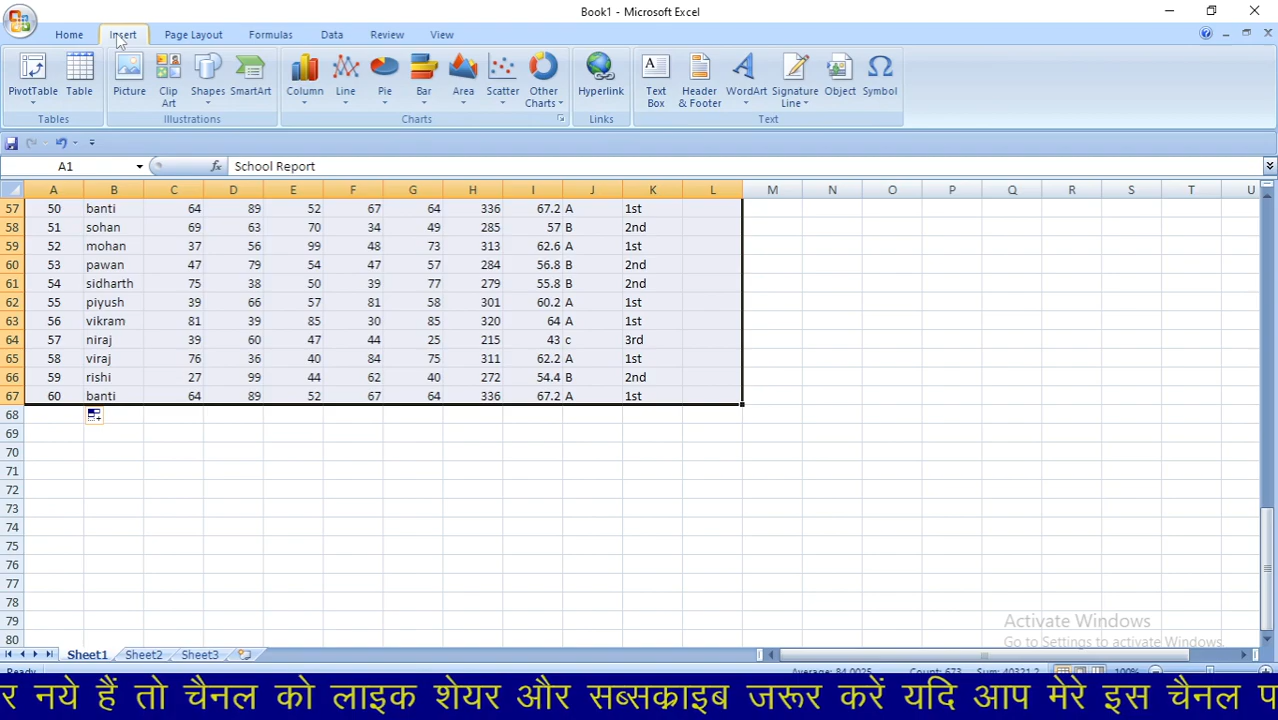 Book1 - Microsoft Excel
Home Insert Page Layout Formulas Data Review View
PivotTable Table Picture Clip Art Shapes SmartArt Column Line Pie Bar Area Scatter Other Charts Hyperlink Text Box Header & Footer WordArt Signature Line Object Symbol
Tables Illustrations Charts Links Text
A1 fx School Report
A B C D E F G H I J K L M N O P Q R S T U
57 50 banti 64 89 52 67 64 336 67.2 A 1st
58 51 sohan 69 63 70 34 49 285 57 B 2nd
59 52 mohan 37 56 99 48 73 313 62.6 A 1st
60 53 pawan 47 79 54 47 57 284 56.8 B 2nd
61 54 sidharth 75 38 50 39 77 279 55.8 B 2nd
62 55 piyush 39 66 57 81 58 301 60.2 A 1st
63 56 vikram 81 39 85 30 85 320 64 A 1st
64 57 niraj 39 60 47 44 25 215 43 c 3rd
65 58 viraj 76 36 40 84 75 311 62.2 A 1st
66 59 rishi 27 99 44 62 40 272 54.4 B 2nd
67 60 banti 64 89 52 67 64 336 67.2 A 1st
68
69
70
71
72
73
74
75
76
77
78
79
80
Activate Windows
Go to Settings to activate Windows.
Sheet1 Sheet2 Sheet3
Ready Average: 84.0025 Count: 673 Sum: 40321.2 100%
र नये हैं तो चैनल को लाइक शेयर और सब्सक्राइब जरूर करें यदि आप मेरे इस चैनल प